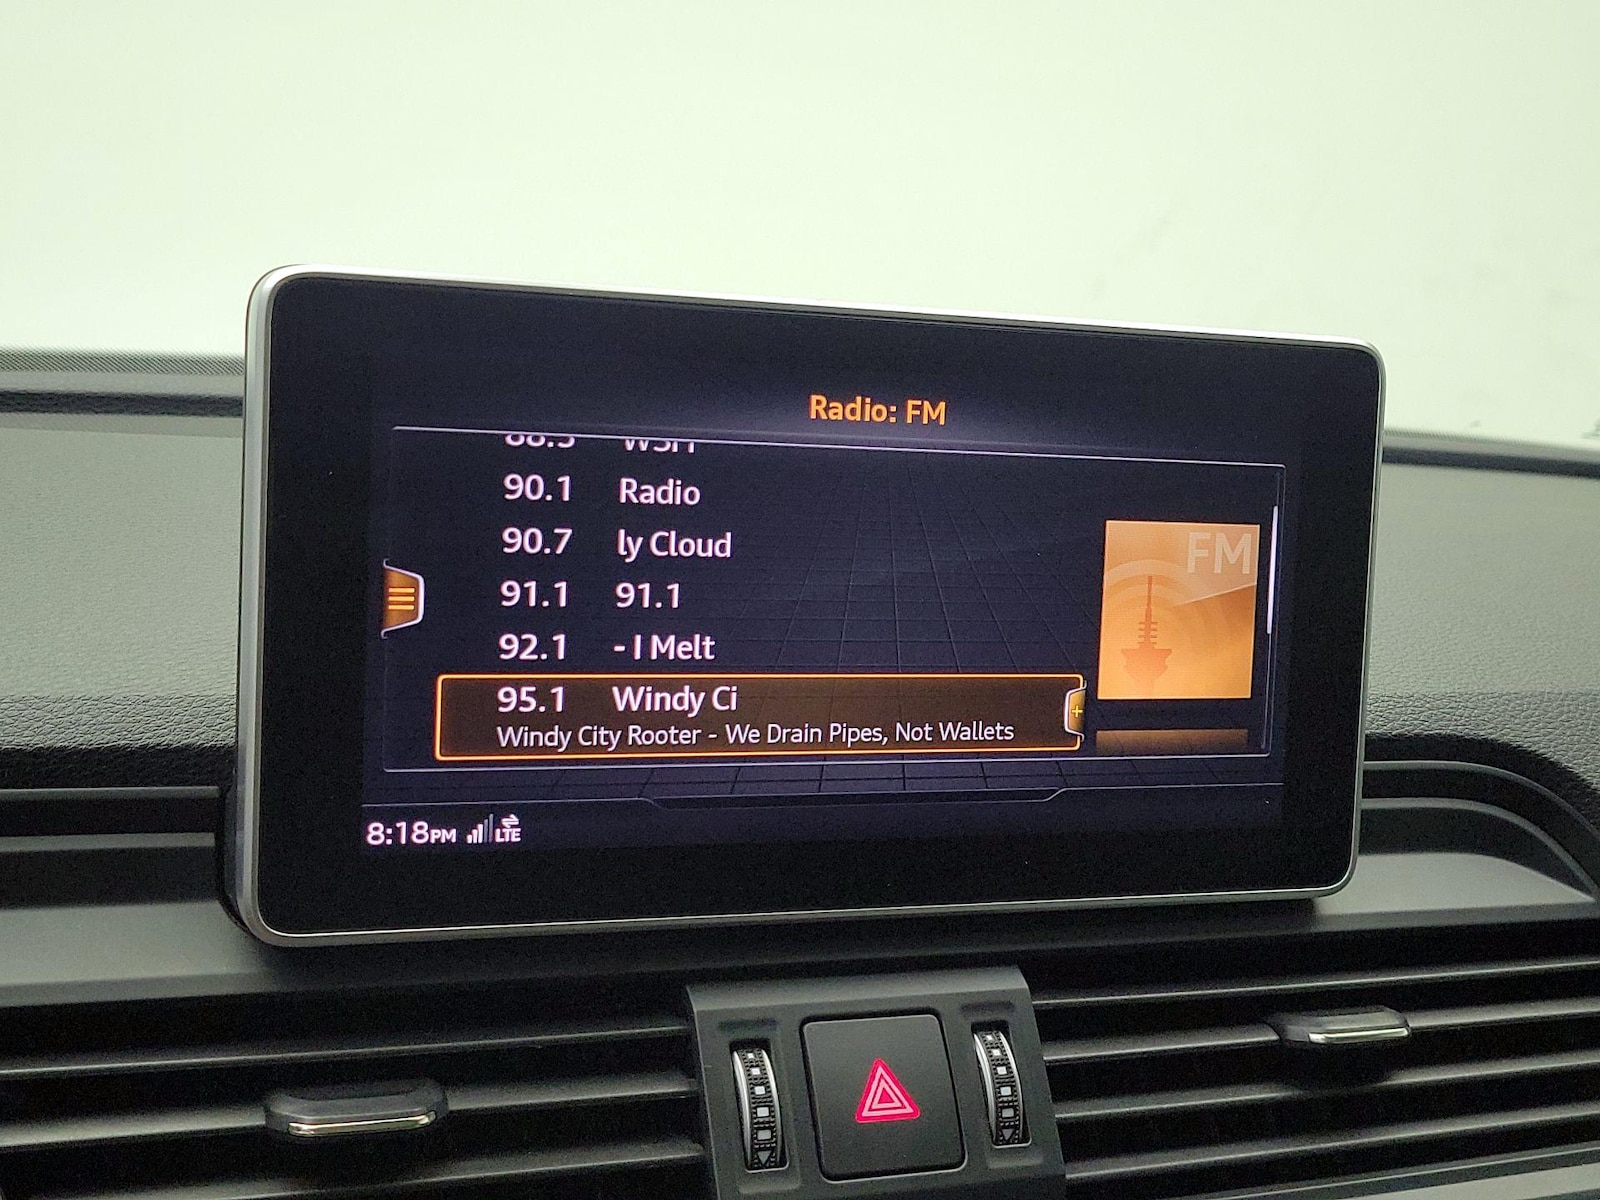 Radio: FM
90.1 Radio
90.7 ly Cloud
91.1 91.1
92.1 - I Melt
95.1 Windy Ci
Windy City Rooter - We Drain Pipes, Not Wallets
FM
8:18PM LTE